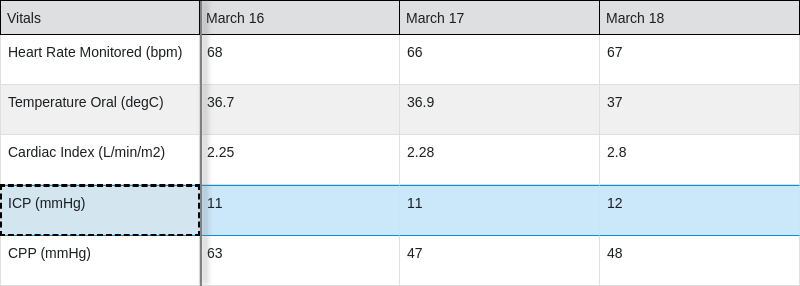 Vitals March 16 March 17 March 18
Heart Rate Monitored (bpm) 68 66 67
Temperature Oral (degC) 36.7 36.9 37
Cardiac Index (L/min/m2) 2.25 2.28 2.8
ICP (mmHg) 11 11 12
CPP (mmHg) 63 47 48